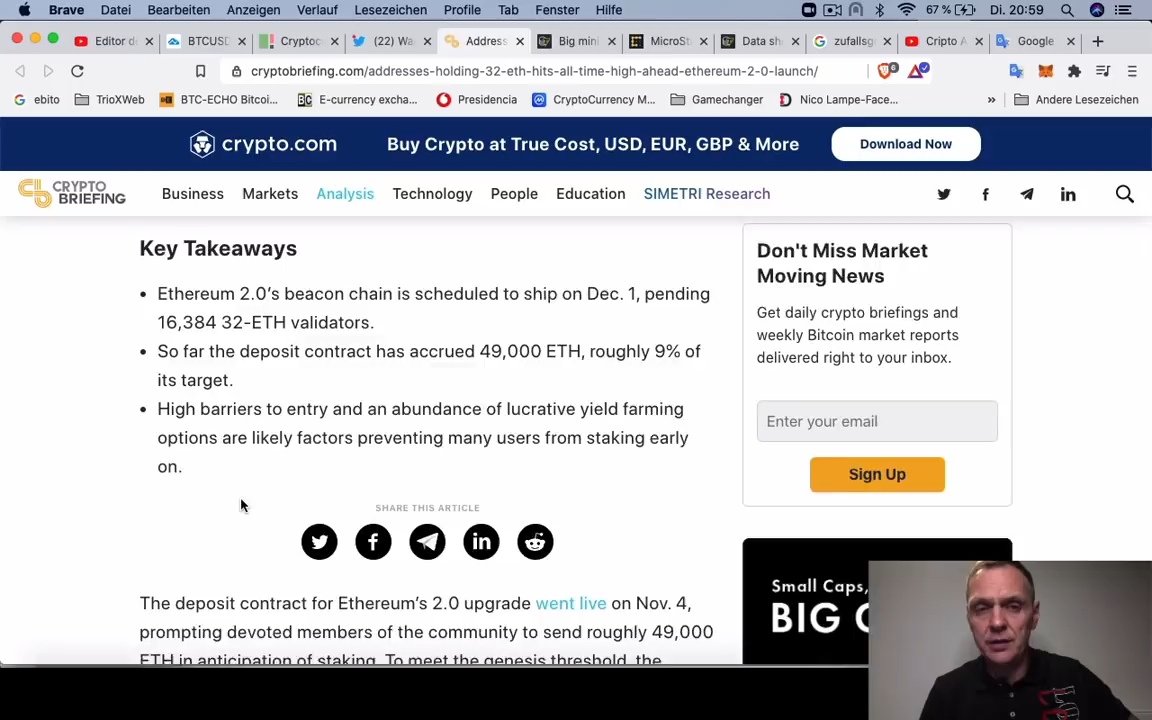 Brave Datei Bearbeiten Anzeigen Verlauf Lesezeichen Profile Tab Fenster Hilfe 67 % Di. 20:59
Editor d BTCUSD Cryptoc (22) Wa Address Big mini MicroSt Data sh zufallsg Cripto A Google
cryptobriefing.com/addresses-holding-32-eth-hits-all-time-high-ahead-ethereum-2-0-launch/
ebito TrioXWeb BTC-ECHO Bitcoi... E-currency excha... Presidencia CryptoCurrency M... Gamechanger Nico Lampe-Face... » Andere Lesezeichen
crypto.com Buy Crypto at True Cost, USD, EUR, GBP & More Download Now
CRYPTO
BRIEFING
Business Markets Analysis Technology People Education SIMETRI Research
Key Takeaways
• Ethereum 2.0’s beacon chain is scheduled to ship on Dec. 1, pending
16,384 32-ETH validators.
• So far the deposit contract has accrued 49,000 ETH, roughly 9% of
its target.
• High barriers to entry and an abundance of lucrative yield farming
options are likely factors preventing many users from staking early
on.
SHARE THIS ARTICLE
The deposit contract for Ethereum’s 2.0 upgrade went live on Nov. 4,
prompting devoted members of the community to send roughly 49,000
ETH in anticipation of staking. To meet the genesis threshold, the
Don't Miss Market
Moving News
Get daily crypto briefings and
weekly Bitcoin market reports
delivered right to your inbox.
Enter your email
Sign Up
Small Caps,
BIG